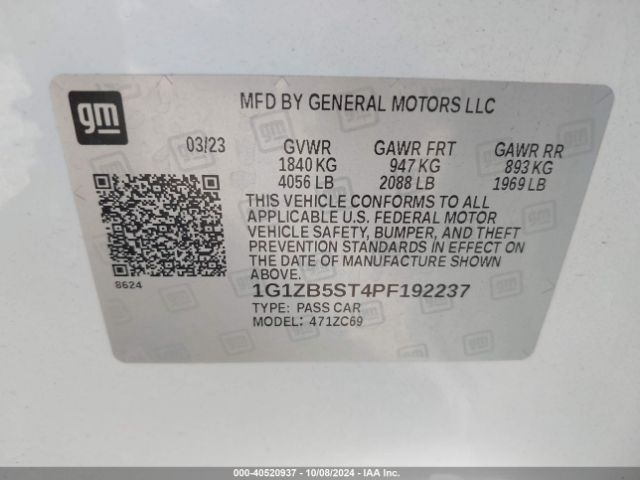 gm
MFD BY GENERAL MOTORS LLC
03/23 GVWR GAWR FRT GAWR RR
1840 KG 947 KG 893 KG
4056 LB 2088 LB 1969 LB
THIS VEHICLE CONFORMS TO ALL
APPLICABLE U.S. FEDERAL MOTOR
VEHICLE SAFETY, BUMPER, AND THEFT
PREVENTION STANDARDS IN EFFECT ON
THE DATE OF MANUFACTURE SHOWN
ABOVE.
8624
1G1ZB5ST4PF192237
TYPE: PASS CAR
MODEL: 471ZC69
000-40520937 - 10/08/2024 - IAAI.COM